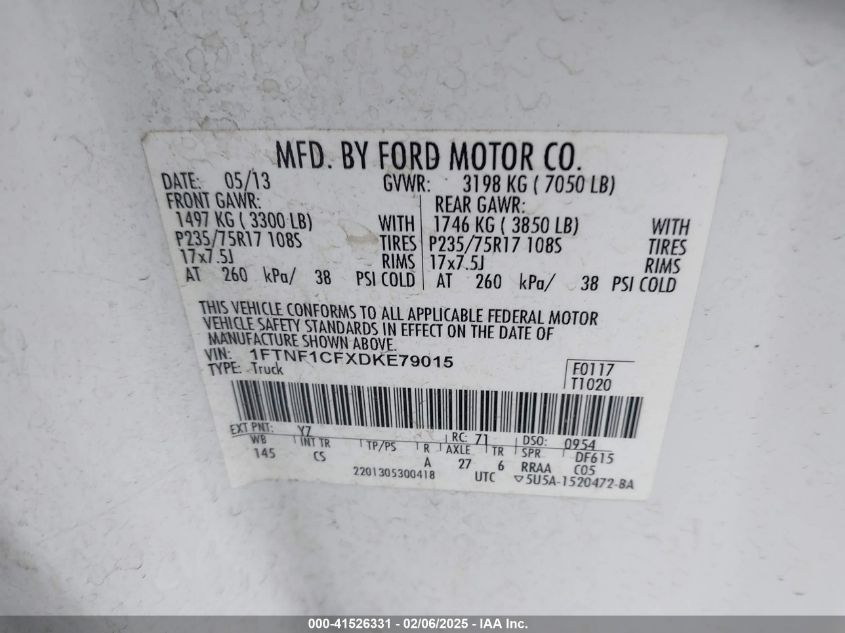 MFD. BY FORD MOTOR CO.
DATE: 05/13 GVWR: 3198 KG ( 7050 LB)
FRONT GAWR: REAR GAWR:
1497 KG ( 3300 LB) WITH 1746 KG ( 3850 LB) WITH
P235/75R17 108S TIRES P235/75R17 108S TIRES
17x7.5J RIMS 17x7.5J RIMS
AT 260 kPa/ 38 PSI COLD AT 260 kPa/ 38 PSI COLD
THIS VEHICLE CONFORMS TO ALL APPLICABLE FEDERAL MOTOR
VEHICLE SAFETY STANDARDS IN EFFECT ON THE DATE OF
MANUFACTURE SHOWN ABOVE.
VIN: 1FTNF1CFXDKE79015
TYPE: Truck
F0117
T1020
EXT PNT: YZ RC: 71 DSO: 0954
WB INT TR TP/PS R AXLE TR SPR DF615
145 CS A 27 6 RRAA C05
2201305300418 UTC ▽5U5A-1520472-BA
000-41526331 - 02/06/2025 - IAA Inc.